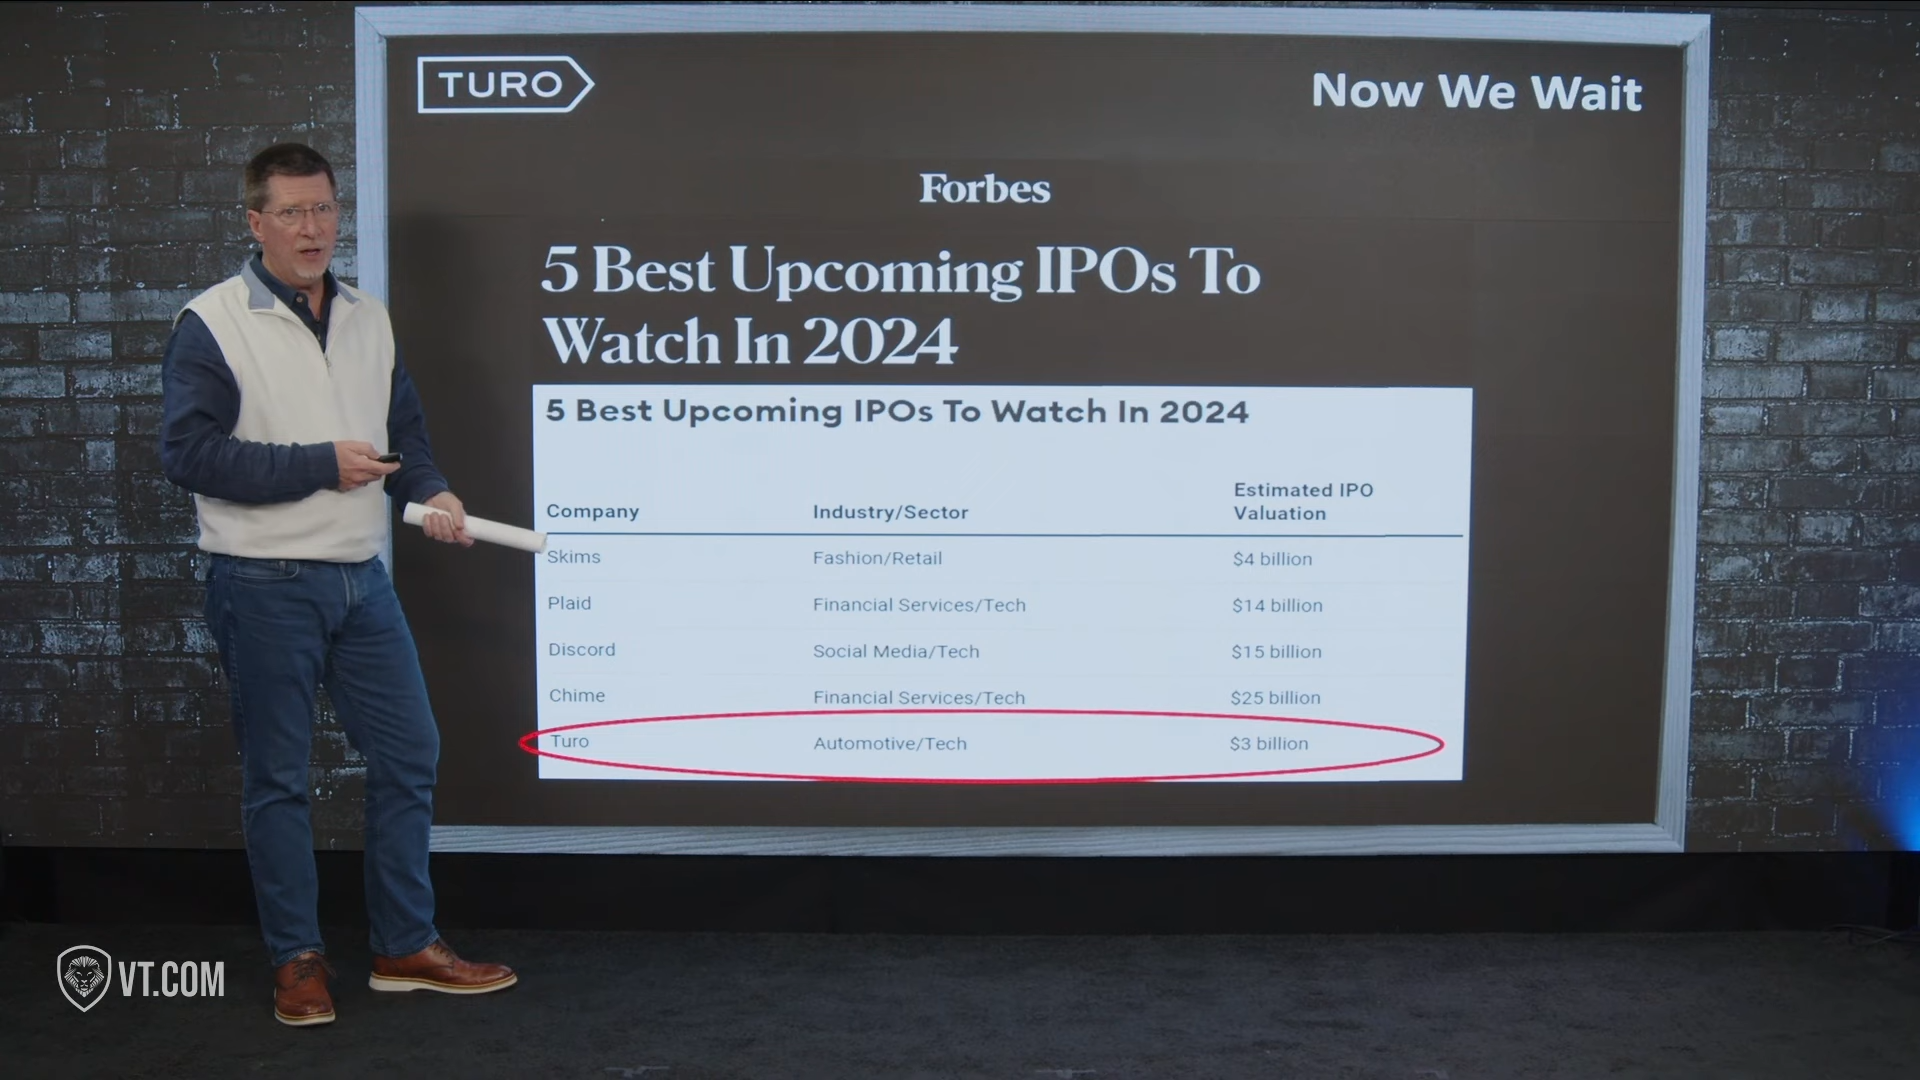 TURO
Now We Wait
Forbes
5 Best Upcoming IPOs To
Watch In 2024
5 Best Upcoming IPOs To Watch In 2024
Company Industry/Sector Estimated IPO Valuation
Skims Fashion/Retail $4 billion
Plaid Financial Services/Tech $14 billion
Discord Social Media/Tech $15 billion
Chime Financial Services/Tech $25 billion
Turo Automotive/Tech $3 billion
VT.COM